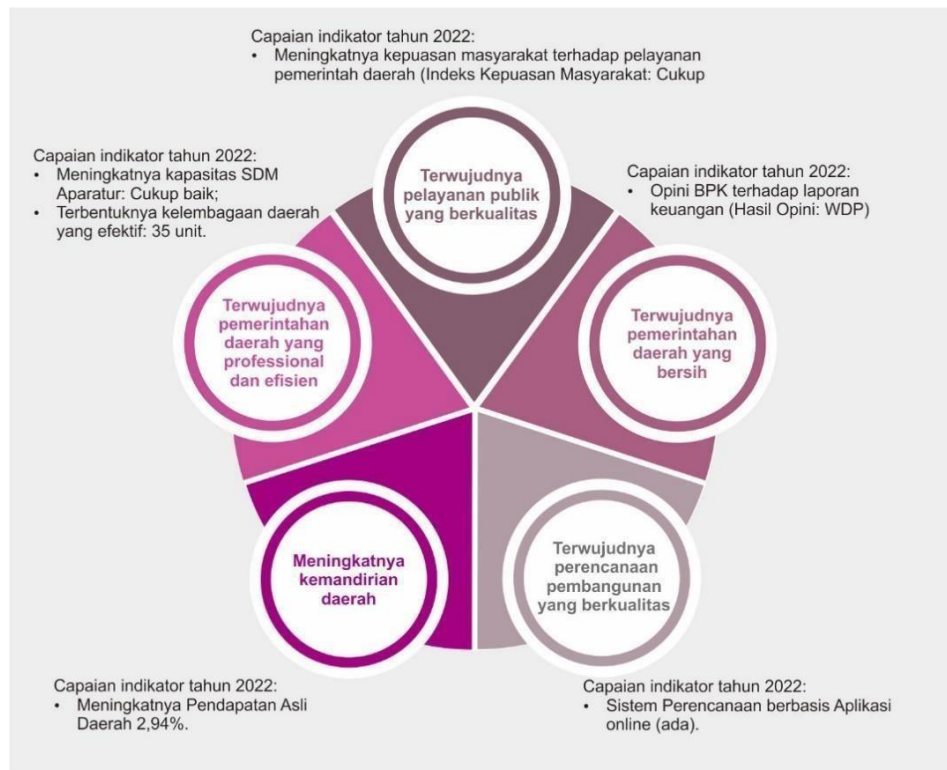 Capaian indikator tahun 2022:
• Meningkatnya kepuasan masyarakat terhadap pelayanan
pemerintah daerah (Indeks Kepuasan Masyarakat: Cukup
Capaian indikator tahun 2022:
• Meningkatnya kapasitas SDM
Aparatur: Cukup baik;
• Terbentuknya kelembagaan daerah
yang efektif: 35 unit.
Terwujudnya
pelayanan publik
yang berkualitas
Capaian indikator tahun 2022:
• Opini BPK terhadap laporan
keuangan (Hasil Opini: WDP)
Terwujudnya
pemerintahan
daerah yang
professional
dan efisien
Terwujudnya
pemerintahan
daerah yang
bersih
Meningkatnya
kemandirian
daerah
Terwujudnya
perencanaan
pembangunan
yang berkualitas
Capaian indikator tahun 2022:
• Meningkatnya Pendapatan Asli
Daerah 2,94%.
Capaian indikator tahun 2022:
• Sistem Perencanaan berbasis Aplikasi
online (ada).